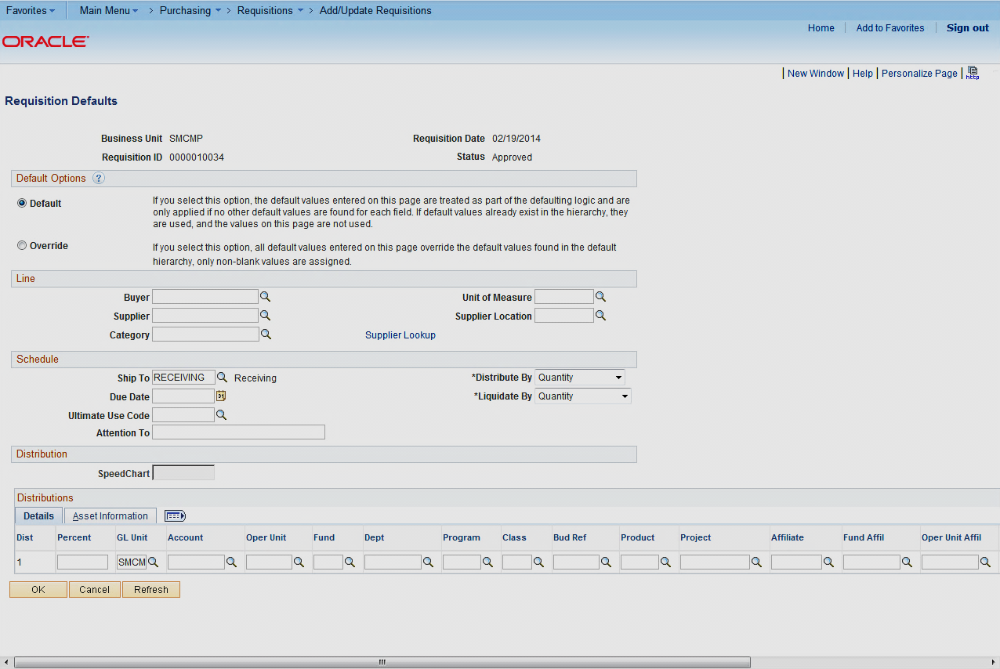 Favorites Main Menu > Purchasing > Requisitions > Add/Update Requisitions
Home Add to Favorites Sign out
ORACLE
New Window Help Personalize Page http
Requisition Defaults
Business Unit SMCMP Requisition Date 02/19/2014
Requisition ID 0000010034 Status Approved
Default Options ?
Default If you select this option, the default values entered on this page are treated as part of the defaulting logic and are
only applied if no other default values are found for each field. If default values already exist in the hierarchy, they
are used, and the values on this page are not used.
Override If you select this option, all default values entered on this page override the default values found in the default
hierarchy, only non-blank values are assigned.
Line
Buyer Unit of Measure
Supplier Supplier Location
Category Supplier Lookup
Schedule
Ship To RECEIVING Receiving *Distribute By Quantity
Due Date 31 *Liquidate By Quantity
Ultimate Use Code
Attention To
Distribution
SpeedChart
Distributions
Details Asset Information
Dist Percent GL Unit Account Oper Unit Fund Dept Program Class Bud Ref Product Project Affiliate Fund Affil Oper Unit Affil
1 SMCM
OK Cancel Refresh